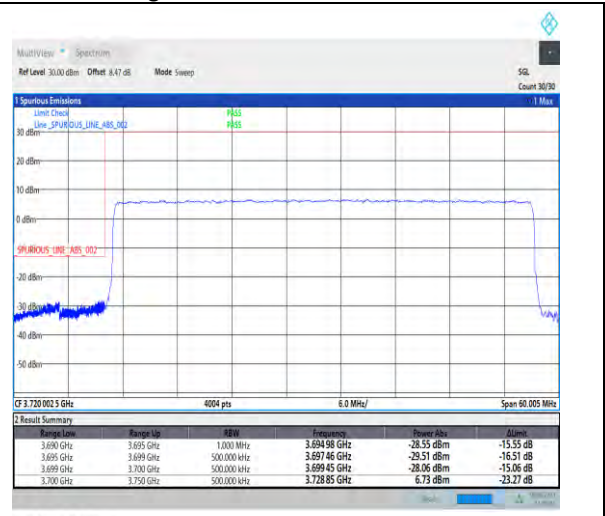 MultiView Spectrum
Ref Level 30.00 dBm Offset 8.47 dB Mode Sweep SGL
Count 30/30
1 Spurious Emissions 1 Max
Limit Check PASS
Line _SPURIOUS_LINE_ABS_002 PASS
30 dBm
20 dBm
10 dBm
0 dBm
SPURIOUS_LINE_ABS_002
-20 dBm
-30 dBm
-40 dBm
-50 dBm
CF 3.720 002 5 GHz 4004 pts 6.0 MHz/ Span 60.005 MHz
2 Result Summary
Range Low Range Up RBW Frequency Power Abs ΔLimit
3.690 GHz 3.695 GHz 1.000 MHz 3.694 98 GHz -28.55 dBm -15.55 dB
3.695 GHz 3.699 GHz 500.000 kHz 3.697 46 GHz -29.51 dBm -16.51 dB
3.699 GHz 3.700 GHz 500.000 kHz 3.699 45 GHz -28.06 dBm -15.06 dB
3.700 GHz 3.750 GHz 500.000 kHz 3.728 85 GHz 6.73 dBm -23.27 dB